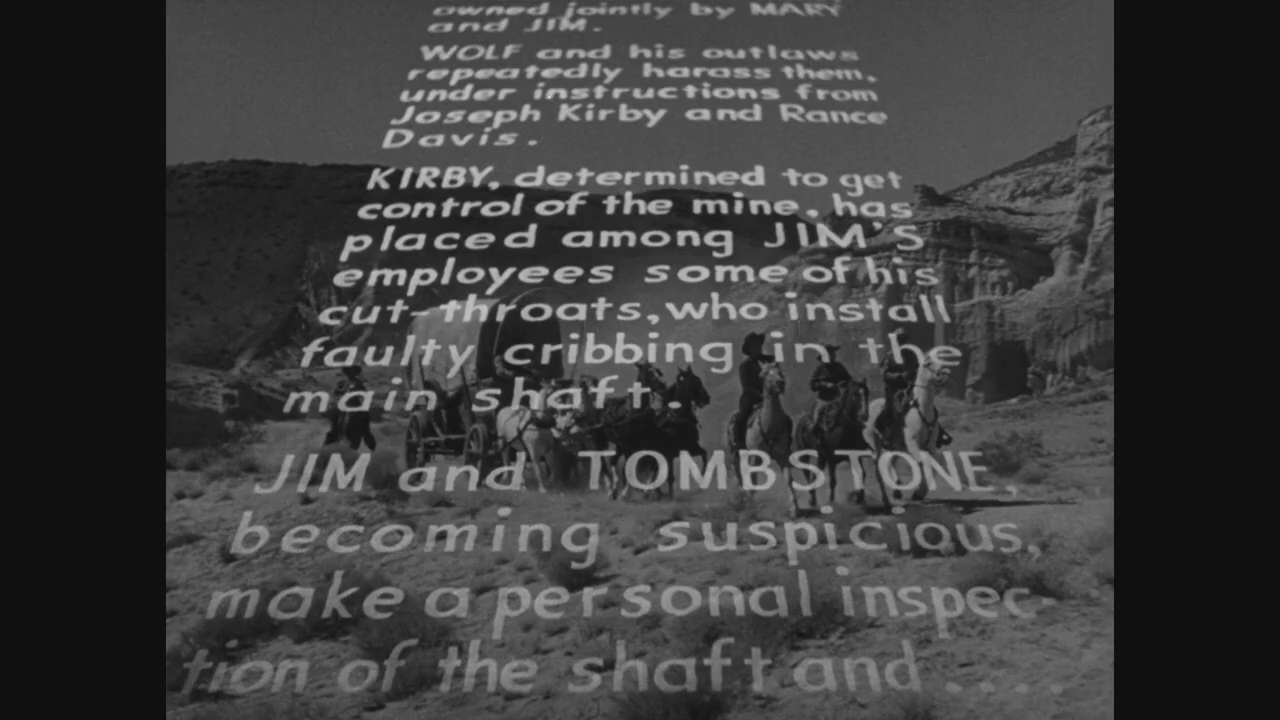 owned jointly by MARY
and JIM.
WOLF and his outlaws
repeatedly harass them,
under instructions from
Joseph Kirby and Rance
Davis.
KIRBY, determined to get
control of the mine, has
placed among JIM'S
employees some of his
cut-throats, who install
faulty cribbing in the
main shaft.
JIM and TOMBSTONE,
becoming suspicious,
make a personal inspec-
tion of the shaft and ....